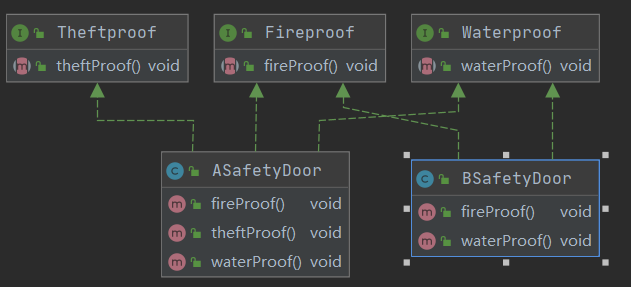 I Theftproof
m theftProof() void
I Fireproof
m fireProof() void
I Waterproof
m waterProof() void
C ASafetyDoor
m fireProof() void
m theftProof() void
m waterProof() void
C BSafetyDoor
m fireProof() void
m waterProof() void